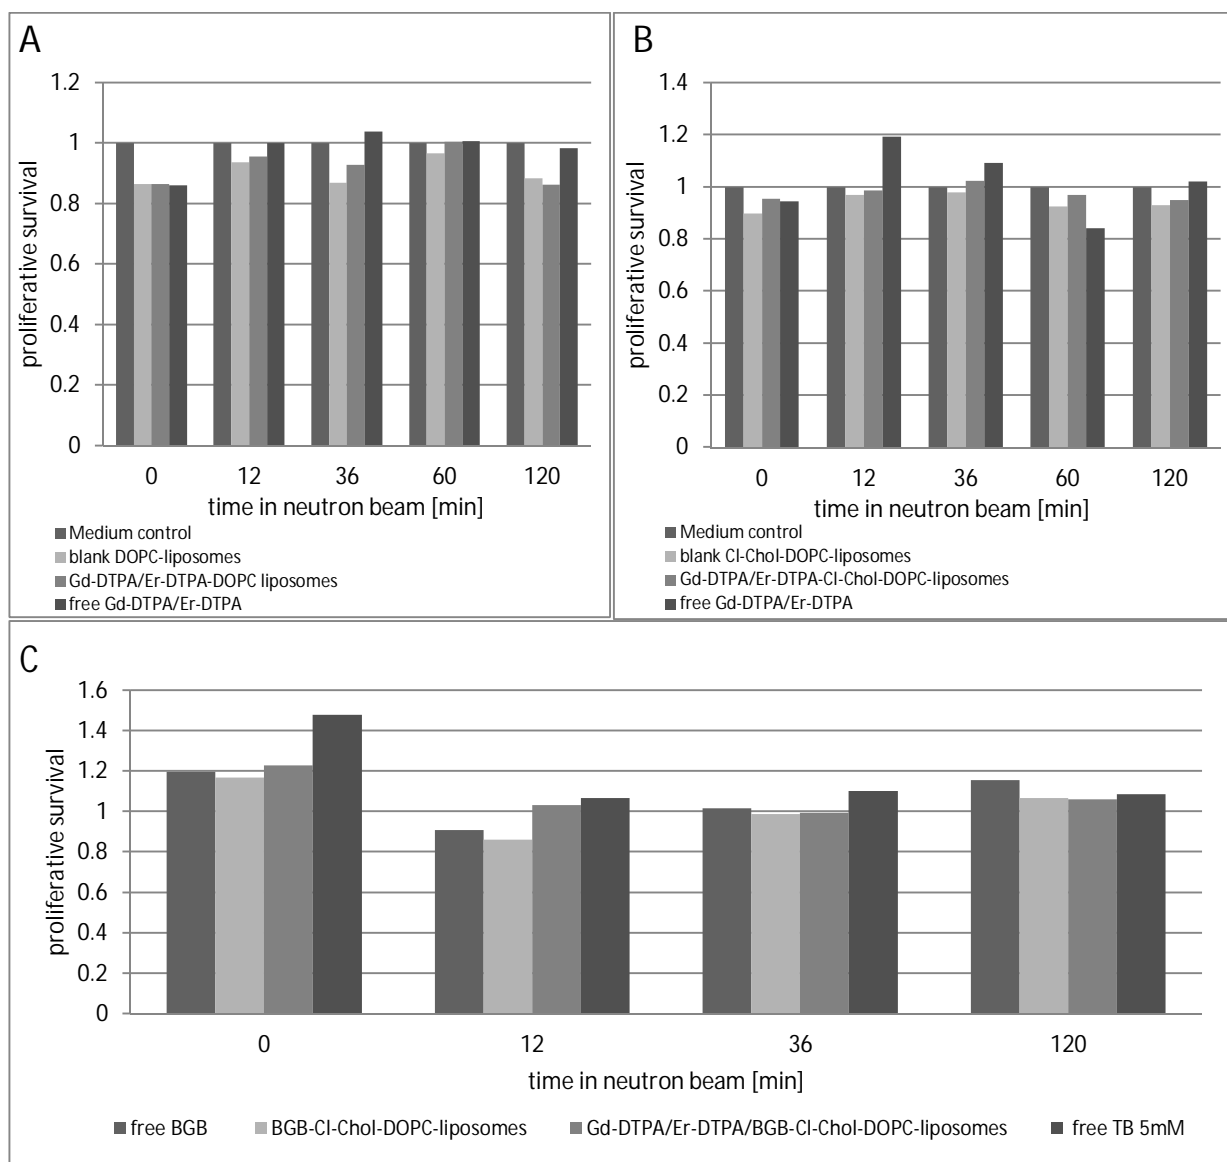 A
1.2
1
0.8
0.6
0.4
0.2
0
proliferative survival
0 12 36 60 120
time in neutron beam [min]
Medium control
blank DOPC-liposomes
Gd-DTPA/Er-DTPA-DOPC liposomes
free Gd-DTPA/Er-DTPA
B
1.4
1.2
1
0.8
0.6
0.4
0.2
0
proliferative survival
0 12 36 60 120
time in neutron beam [min]
Medium control
blank Cl-Chol-DOPC-liposomes
Gd-DTPA/Er-DTPA-Cl-Chol-DOPC-liposomes
free Gd-DTPA/Er-DTPA
C
1.6
1.4
1.2
1
0.8
0.6
0.4
0.2
0
proliferative survival
0 12 36 120
time in neutron beam [min]
free BGB BGB-Cl-Chol-DOPC-liposomes Gd-DTPA/Er-DTPA/BGB-Cl-Chol-DOPC-liposomes free TB 5mM